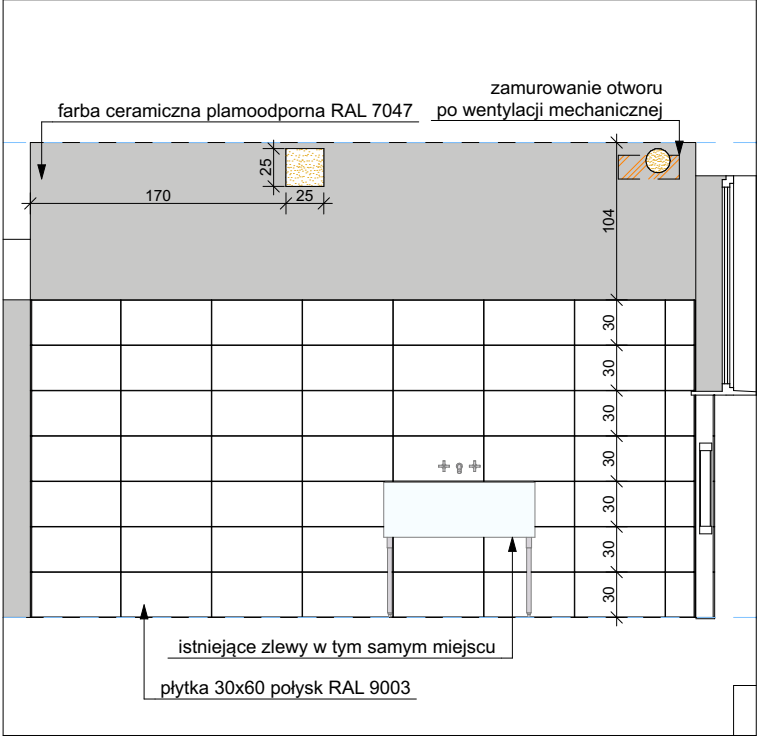 zamurowanie otworu
po wentylacji mechanicznej
farba ceramiczna plamoodporna RAL 7047
25
170
25
104
30
30
30
30
30
30
30
istniejące zlewy w tym samym miejscu
płytka 30x60 połysk RAL 9003